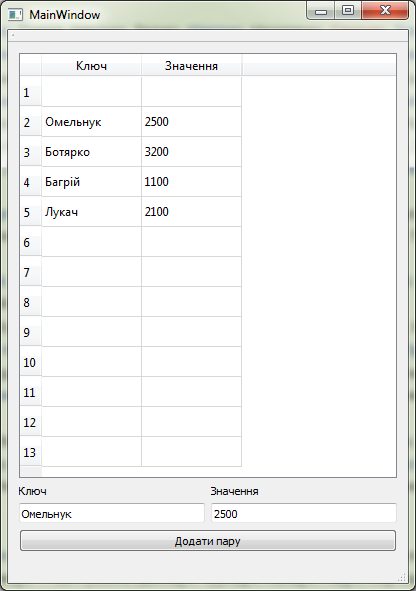 MainWindow
Ключ Значення
1
2 Омельнук 2500
3 Ботярко 3200
4 Багрій 1100
5 Лукач 2100
6
7
8
9
10
11
12
13
Ключ Значення
Омельнук 2500
Додати пару